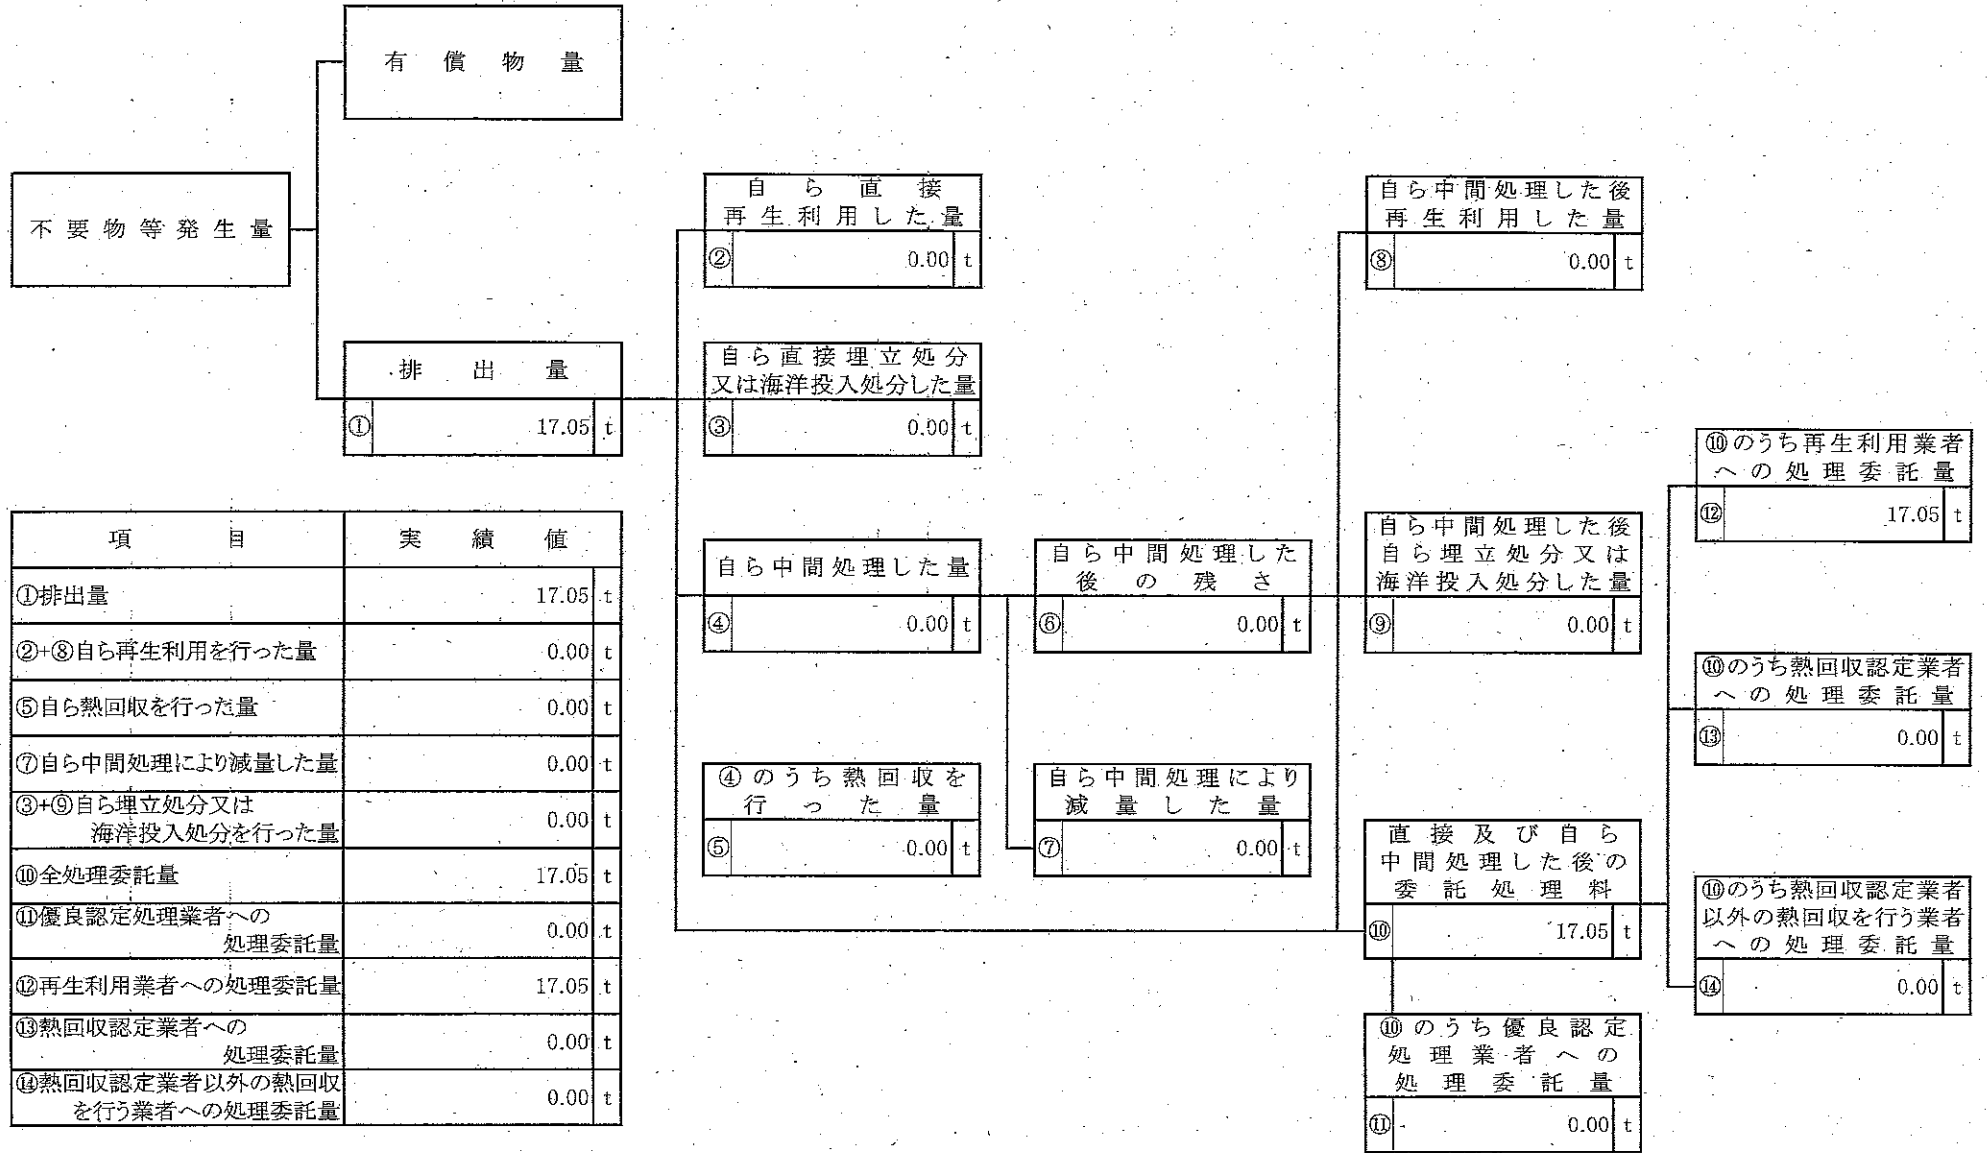 有償物量
不要物等発生量
排出量
① 17.05 t
自ら直接
再生利用した量
② 0.00 t
自ら直接埋立処分
又は海洋投入処分した量
③ 0.00 t
自ら中間処理した量
④ 0.00 t
④のうち熱回収を
行った量
⑤ 0.00 t
自ら中間処理した
後の残さ
⑥ 0.00 t
自ら中間処理により
減量した量
⑦ 0.00 t
自ら中間処理した後
再生利用した量
⑧ 0.00 t
自ら中間処理した後
自ら埋立処分又は
海洋投入処分した量
⑨ 0.00 t
直接及び自ら
中間処理した後の
委託処理料
⑩ 17.05 t
⑩のうち優良認定
処理業者への
処理委託量
⑪ 0.00 t
⑩のうち再生利用業者
への処理委託量
⑫ 17.05 t
⑩のうち熱回収認定業者
への処理委託量
⑬ 0.00 t
⑩のうち熱回収認定業者
以外の熱回収を行う業者
への処理委託量
⑭ 0.00 t
項目 実績値
①排出量 17.05 t
②+⑧自ら再生利用を行った量 0.00 t
⑤自ら熱回収を行った量 0.00 t
⑦自ら中間処理により減量した量 0.00 t
③+⑨自ら埋立処分又は
海洋投入処分を行った量 0.00 t
⑩全処理委託量 17.05 t
⑪優良認定処理業者への
処理委託量 0.00 t
⑫再生利用業者への処理委託量 17.05 t
⑬熱回収認定業者への
処理委託量 0.00 t
⑭熱回収認定業者以外の熱回収
を行う業者への処理委託量 0.00 t